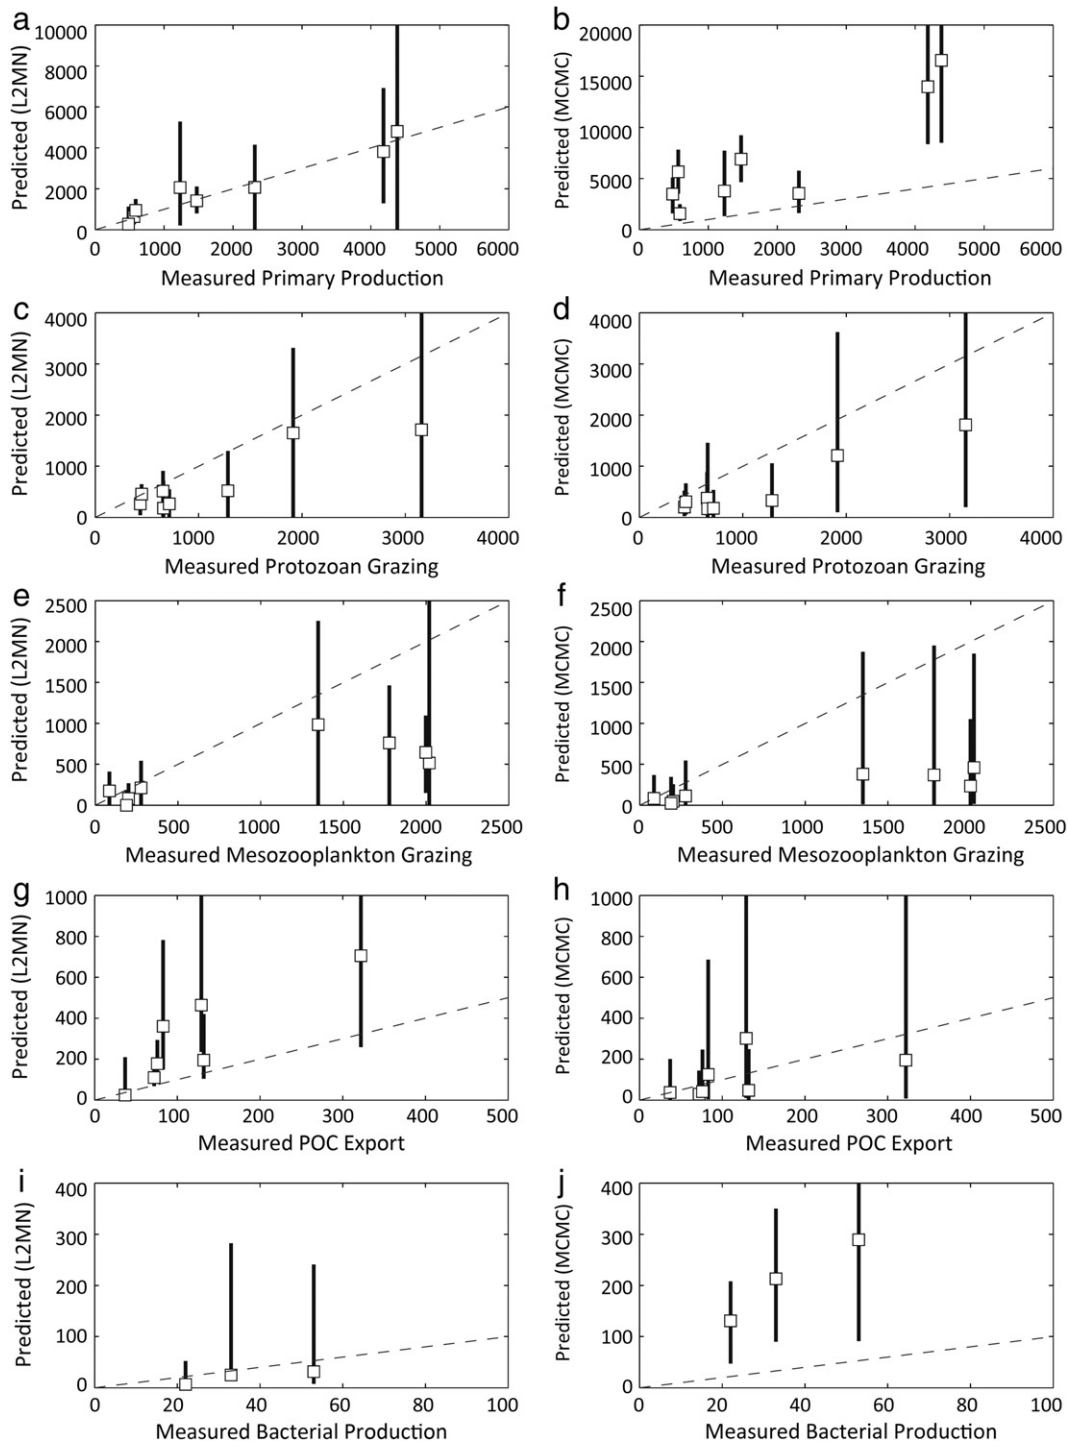 a
10000
8000
6000
4000
2000
0
Predicted (L2MN)
0 1000 2000 3000 4000 5000 6000
Measured Primary Production
b
20000
15000
10000
5000
0
Predicted (MCMC)
0 1000 2000 3000 4000 5000 6000
Measured Primary Production
c
4000
3000
2000
1000
0
Predicted (L2MN)
0 1000 2000 3000 4000
Measured Protozoan Grazing
d
4000
3000
2000
1000
0
Predicted (MCMC)
0 1000 2000 3000 4000
Measured Protozoan Grazing
e
2500
2000
1500
1000
500
0
Predicted (L2MN)
0 500 1000 1500 2000 2500
Measured Mesozooplankton Grazing
f
2500
2000
1500
1000
500
0
Predicted (MCMC)
0 500 1000 1500 2000 2500
Measured Mesozooplankton Grazing
g
1000
800
600
400
200
0
Predicted (L2MN)
0 100 200 300 400 500
Measured POC Export
h
1000
800
600
400
200
0
Predicted (MCMC)
0 100 200 300 400 500
Measured POC Export
i
400
300
200
100
0
Predicted (L2MN)
0 20 40 60 80 100
Measured Bacterial Production
j
400
300
200
100
0
Predicted (MCMC)
0 20 40 60 80 100
Measured Bacterial Production